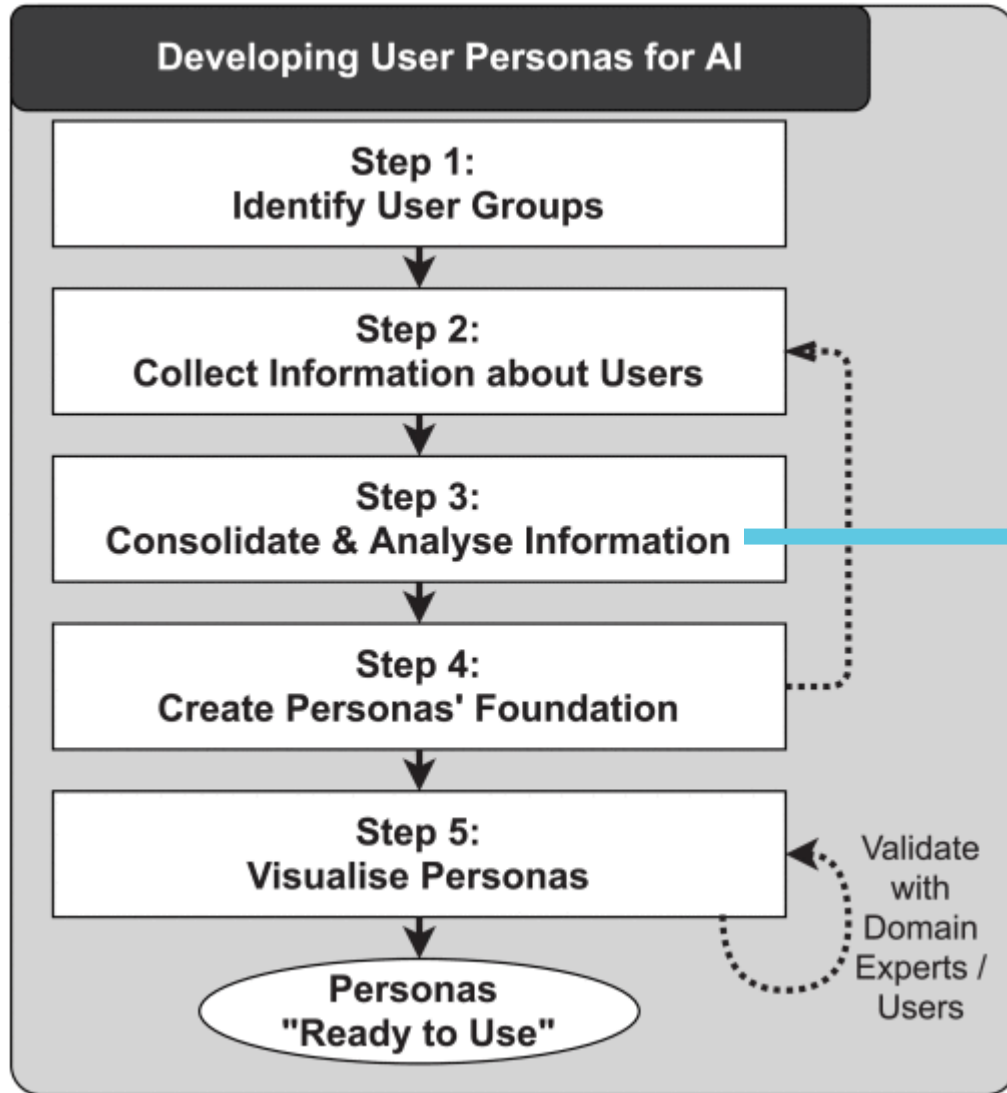 Developing User Personas for AI
Step 1:
Identify User Groups
Step 2:
Collect Information about Users
Step 3:
Consolidate & Analyse Information
Step 4:
Create Personas' Foundation
Step 5:
Visualise Personas
Validate
with
Domain
Experts /
Users
Personas
"Ready to Use"